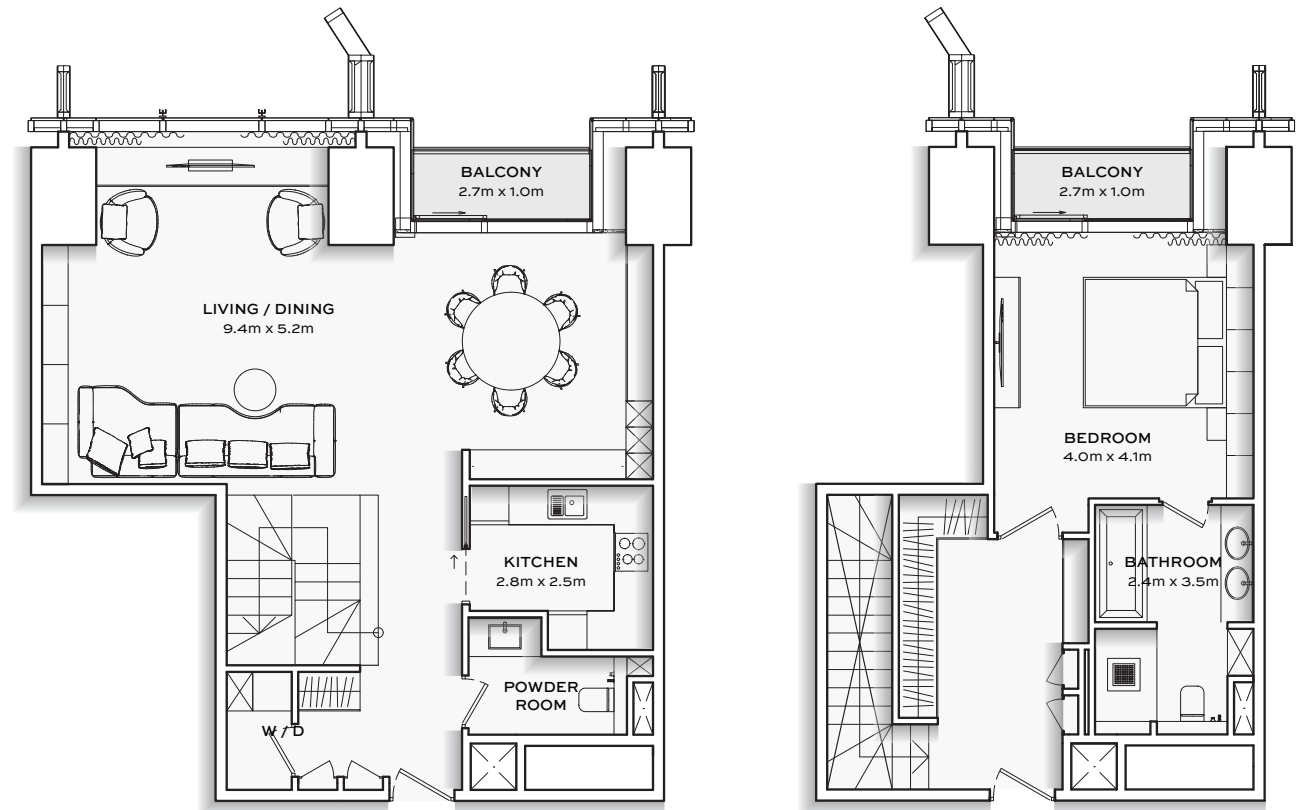 BALCONY
2.7m x 1.0m
LIVING / DINING
9.4m x 5.2m
KITCHEN
2.8m x 2.5m
POWDER
ROOM
W / D
BALCONY
2.7m x 1.0m
BEDROOM
4.0m x 4.1m
BATHROOM
2.4m x 3.5m